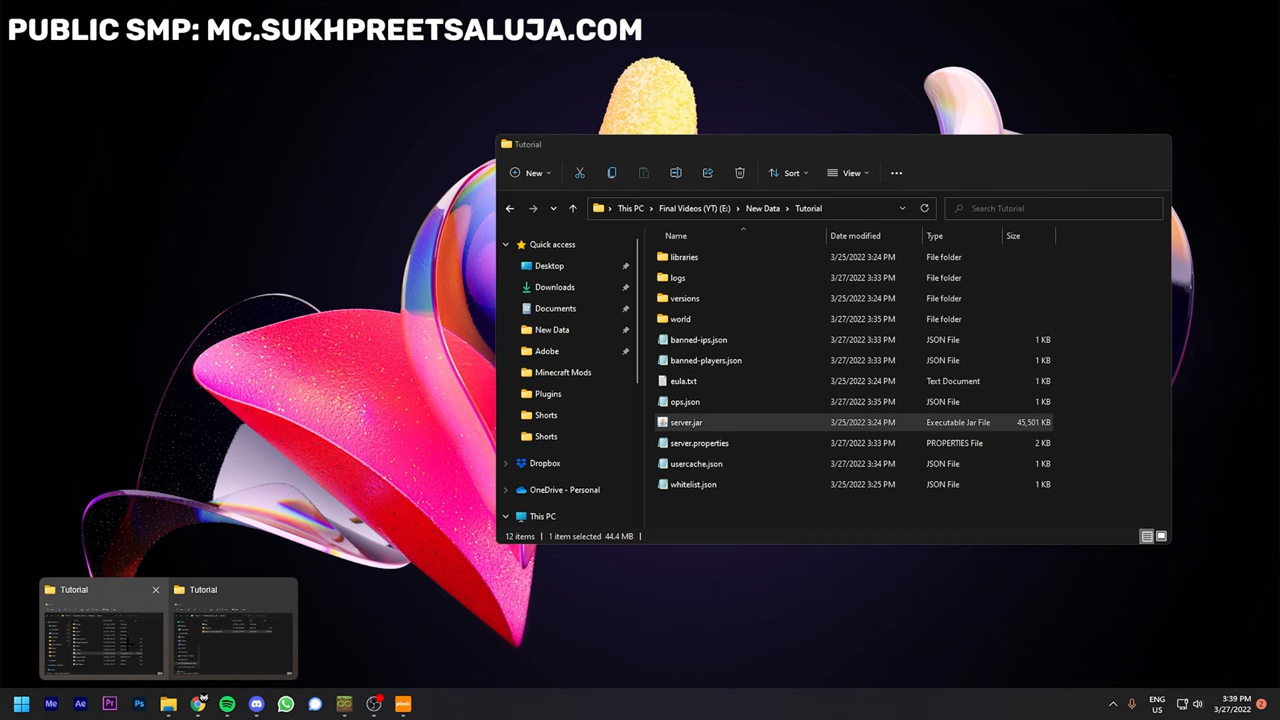 PUBLIC SMP: MC.SUKHPREETSALUJA.COM
Tutorial
New
Sort
View
This PC > Final Videos (YT) (E:) > New Data > Tutorial
Search Tutorial
Name Date modified Type Size
Quick access
Desktop
Downloads
Documents
New Data
Adobe
Minecraft Mods
Plugins
Shorts
Shorts
Dropbox
OneDrive - Personal
This PC
libraries 3/25/2022 3:24 PM File folder
logs 3/27/2022 3:33 PM File folder
versions 3/25/2022 3:24 PM File folder
world 3/27/2022 3:35 PM File folder
banned-ips.json 3/27/2022 3:33 PM JSON File 1 KB
banned-players.json 3/27/2022 3:33 PM JSON File 1 KB
eula.txt 3/25/2022 3:24 PM Text Document 1 KB
ops.json 3/27/2022 3:35 PM JSON File 1 KB
server.jar 3/25/2022 3:24 PM Executable Jar File 45,501 KB
server.properties 3/27/2022 3:33 PM PROPERTIES File 2 KB
usercache.json 3/27/2022 3:34 PM JSON File 1 KB
whitelist.json 3/25/2022 3:25 PM JSON File 1 KB
12 items 1 item selected 44.4 MB
Tutorial
Tutorial
Me
Ae
Pr
Ps
playit
ENG
US
3:39 PM
3/27/2022
2